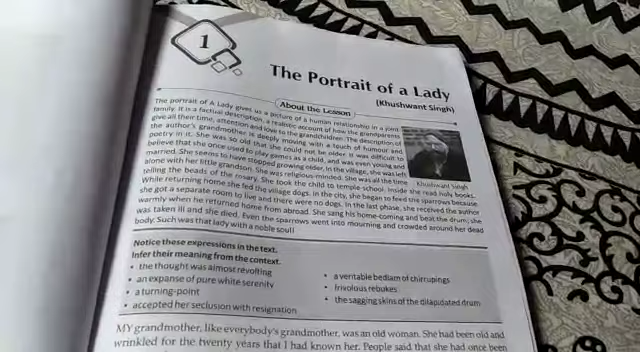 1
The Portrait of a Lady
(Khushwant Singh)
About the Lesson
The portrait of A Lady gives us a picture of a human relationship in a joint
family. It is a factual description, a realistic account of how the grandparents
give all their time, attention and love to the grandchildren. The description of
the author's grandmother is deeply moving with a touch of humour and
poetry in it. She was so old that she could not be older. It was difficult to
believe that she once used to play games as a child, and was even young and
married. She seems to have stopped growing older. In the village, she was left
alone with her little grandson. She was religious-minded. She was all the time
telling the beads of the rosary. She took the child to temple school. Inside she read holy books.
While returning home she fed the village dogs. In the city, she began to feed the sparrows because
she got a separate room to live and there were no dogs. In the last phase, she received the author
warmly when he returned home from abroad. She sang his home-coming and beat the drum, she
was taken ill and she died. Even the sparrows went into mourning and crowded around her dead
body. Such was that lady with a noble soul!
Khushwant Singh
Notice these expressions in the text.
Infer their meaning from the context.
• the thought was almost revolting
• an expanse of pure white serenity
• a turning-point
• accepted her seclusion with resignation
• a veritable bedlam of chirrupings
• frivolous rebukes
• the sagging skins of the dilapidated drum
MY grandmother, like everybody's grandmother, was an old woman. She had been old and
wrinkled for the twenty years that I had known her. People said that she had once been